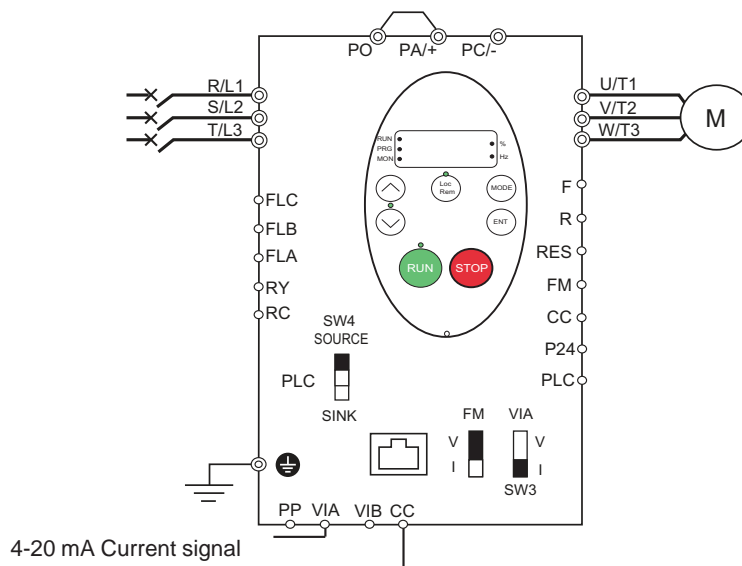 PO PA/+ PC/-
R/L1
S/L2
T/L3
U/T1
V/T2
W/T3
M
RUN
PRG
MON
%
Hz
Loc
Rem
MODE
ENT
RUN STOP
FLC
FLB
FLA
RY
RC
F
R
RES
FM
CC
P24
PLC
SW4
SOURCE
PLC
SINK
FM VIA
V V
I I
SW3
PP VIA VIB CC
4-20 mA Current signal